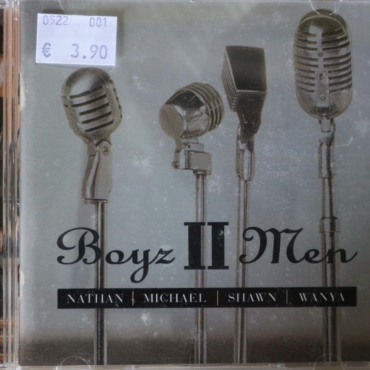 0522 001
€ 3.90
Boyz II Men
NATHAN | MICHAEL | SHAWN | WANYA